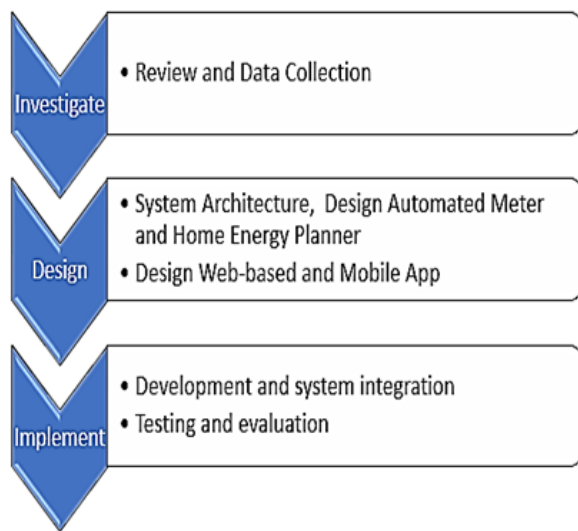 Investigate
• Review and Data Collection
Design
• System Architecture, Design Automated Meter
and Home Energy Planner
• Design Web-based and Mobile App
Implement
• Development and system integration
• Testing and evaluation